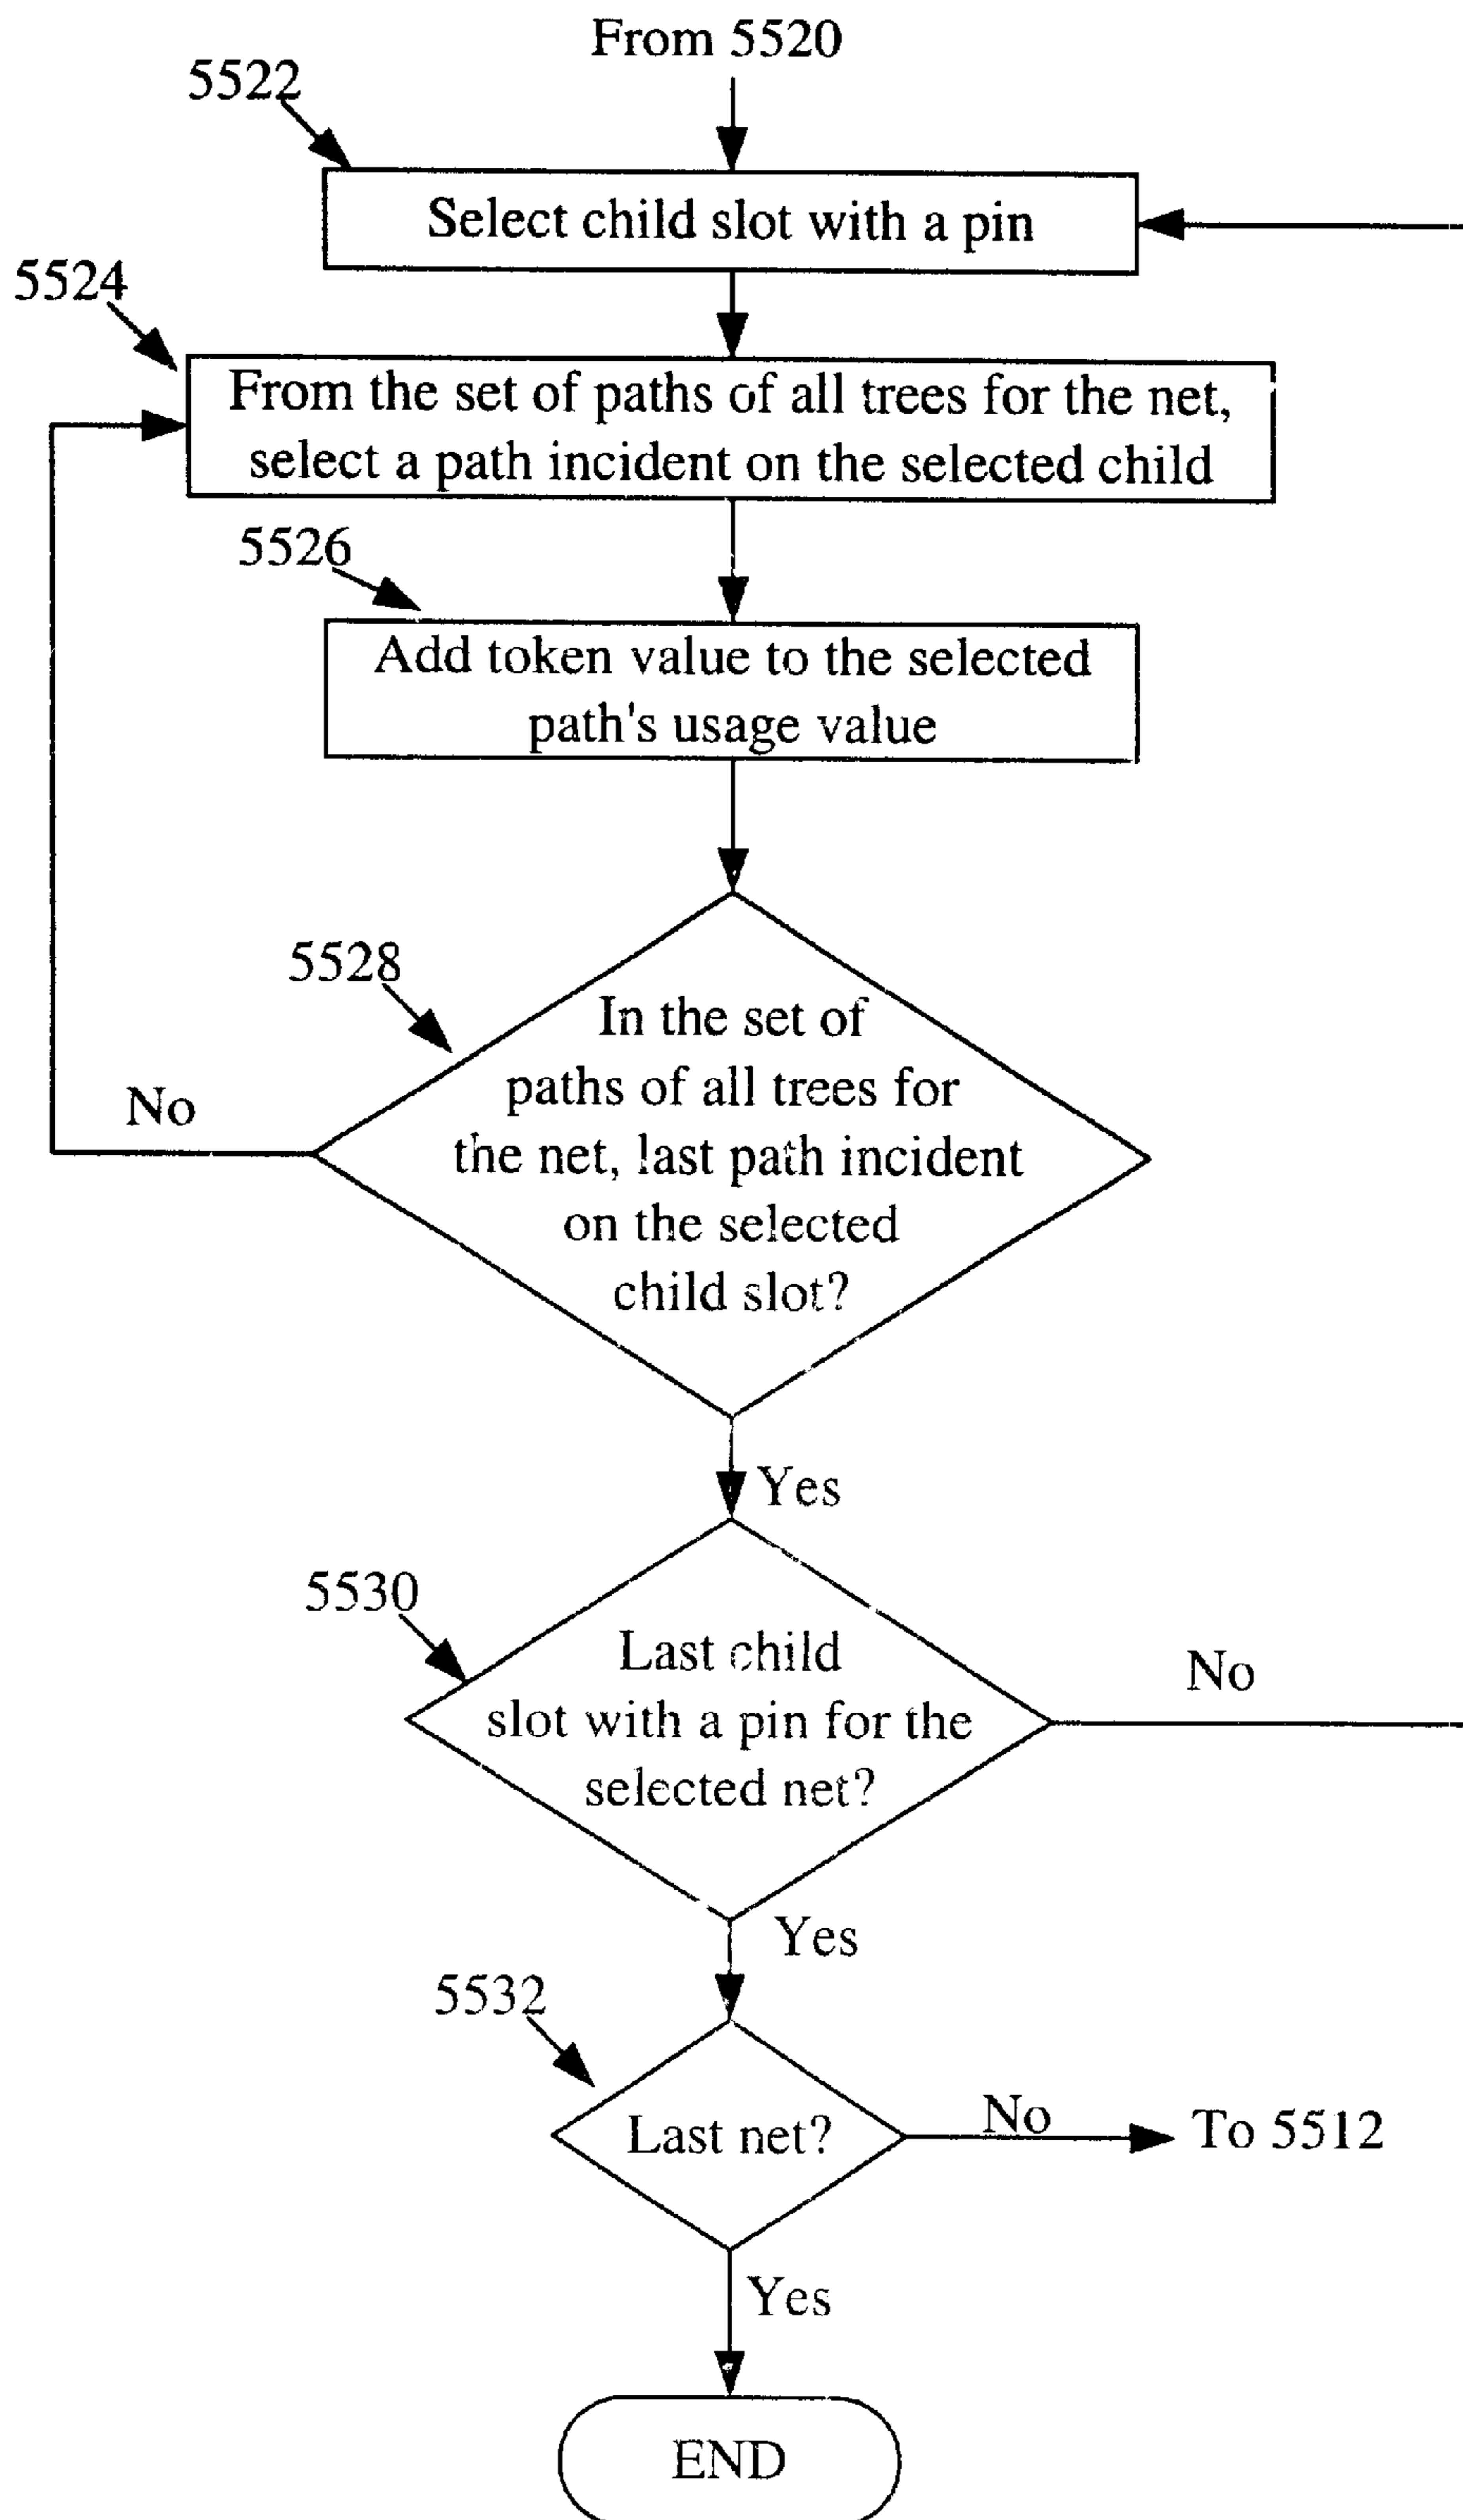 From 5520
5522
Select child slot with a pin
5524
From the set of paths of all trees for the net,
select a path incident on the selected child
5526
Add token value to the selected
path's usage value
5528
In the set of
paths of all trees for
the net, last path incident
on the selected
child slot?
No
Yes
5530
Last child
slot with a pin for the
selected net?
No
Yes
5532
Last net?
No
To 5512
Yes
END